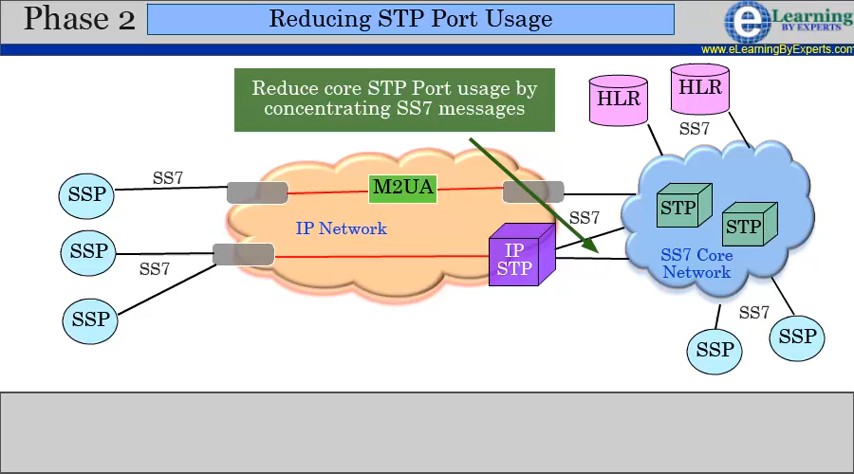 Phase 2
Reducing STP Port Usage
eLearning
BY EXPERTS
www.eLearningByExperts.com
Reduce core STP Port usage by
concentrating SS7 messages
HLR
HLR
SS7
SS7
SSP
M2UA
STP
STP
IP Network
SS7
SSP
SS7
IP
STP
SS7 Core
Network
SSP
SS7
SSP
SSP